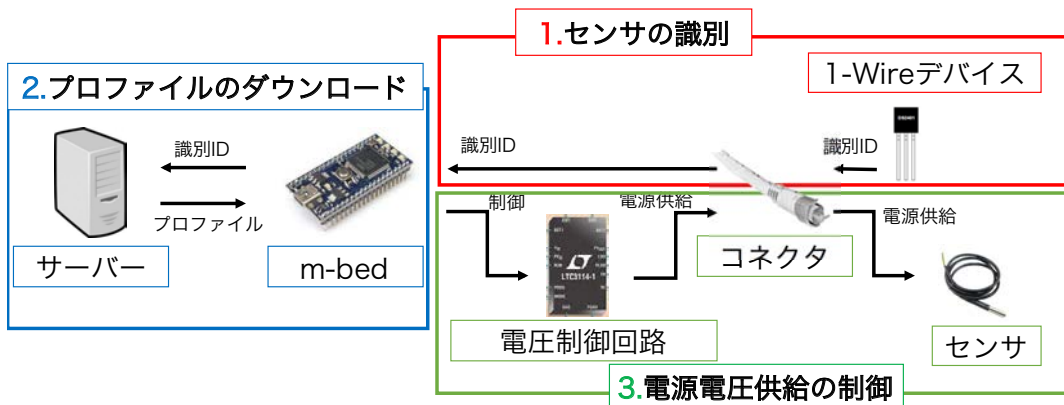 1.センサの識別
1-Wireデバイス
識別ID
識別ID
2.プロファイルのダウンロード
識別ID
プロファイル
サーバー
m-bed
制御
電源供給
電源供給
LTC3114-1
コネクタ
電圧制御回路
センサ
3.電源電圧供給の制御